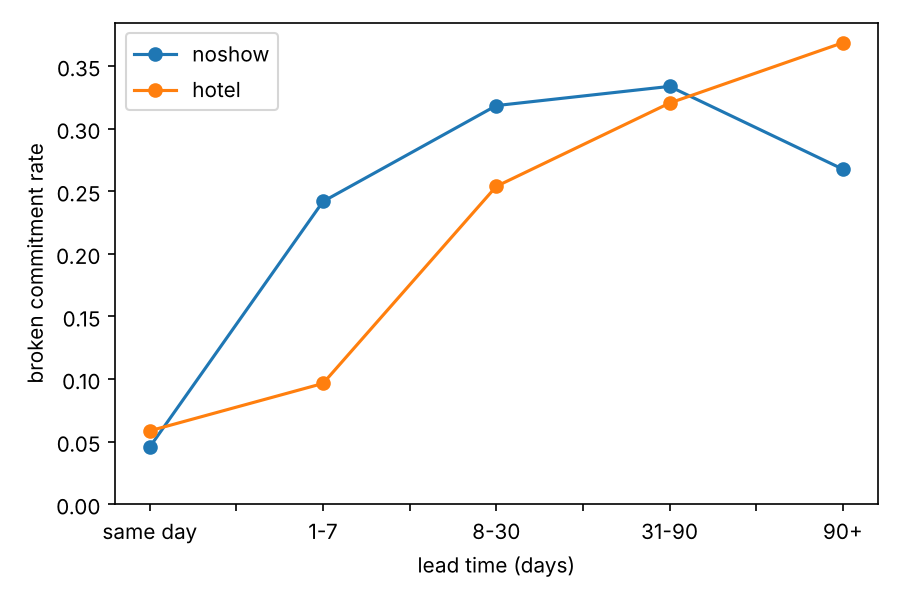 noshow
hotel
0.35
0.30
0.25
0.20
0.15
0.10
0.05
0.00
broken commitment rate
same day 1-7 8-30 31-90 90+
lead time (days)